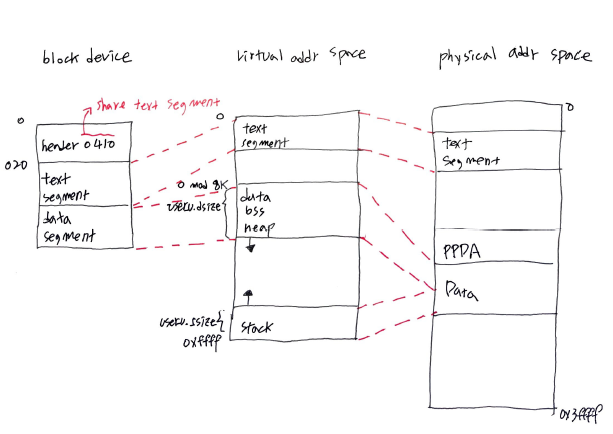 block device
virtual addr space
physical addr space
share text segment
0
header 0410
020
text
segment
data
segment
0
text
segment
0 mod 8K
user.u_dsize
data
bss
heap
user.u_ssize
0xffff
stack
0
text
segment
PPDA
Data
0x3ffff